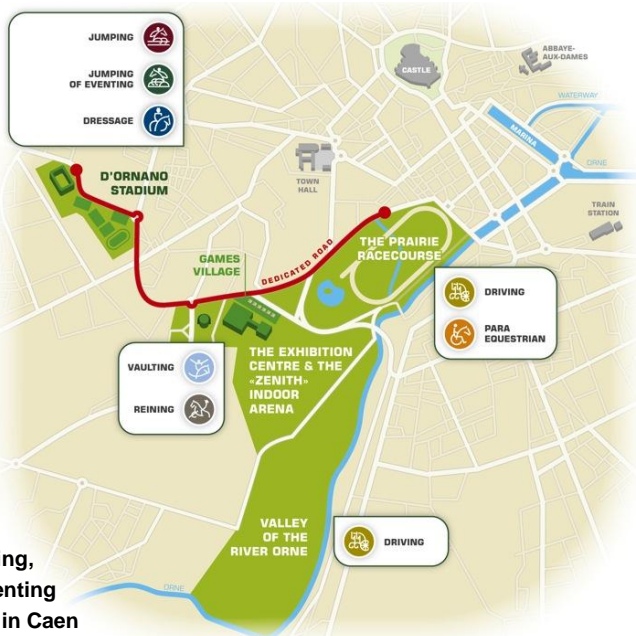 JUMPING
JUMPING
OF EVENTING
DRESSAGE
D'ORNANO
STADIUM
CASTLE
ABBAYE-
AUX-DAMES
WATERWAY
MARINA
ORNE
TOWN
HALL
TRAIN
STATION
GAMES
VILLAGE
DEDICATED ROAD
THE PRAIRIE
RACECOURSE
DRIVING
PARA
EQUESTRIAN
VAULTING
REINING
THE EXHIBITION
CENTRE & THE
«ZENITH»
INDOOR
ARENA
VALLEY
OF THE
RIVER ORNE
DRIVING
ORNE
ing,
enting
in Caen